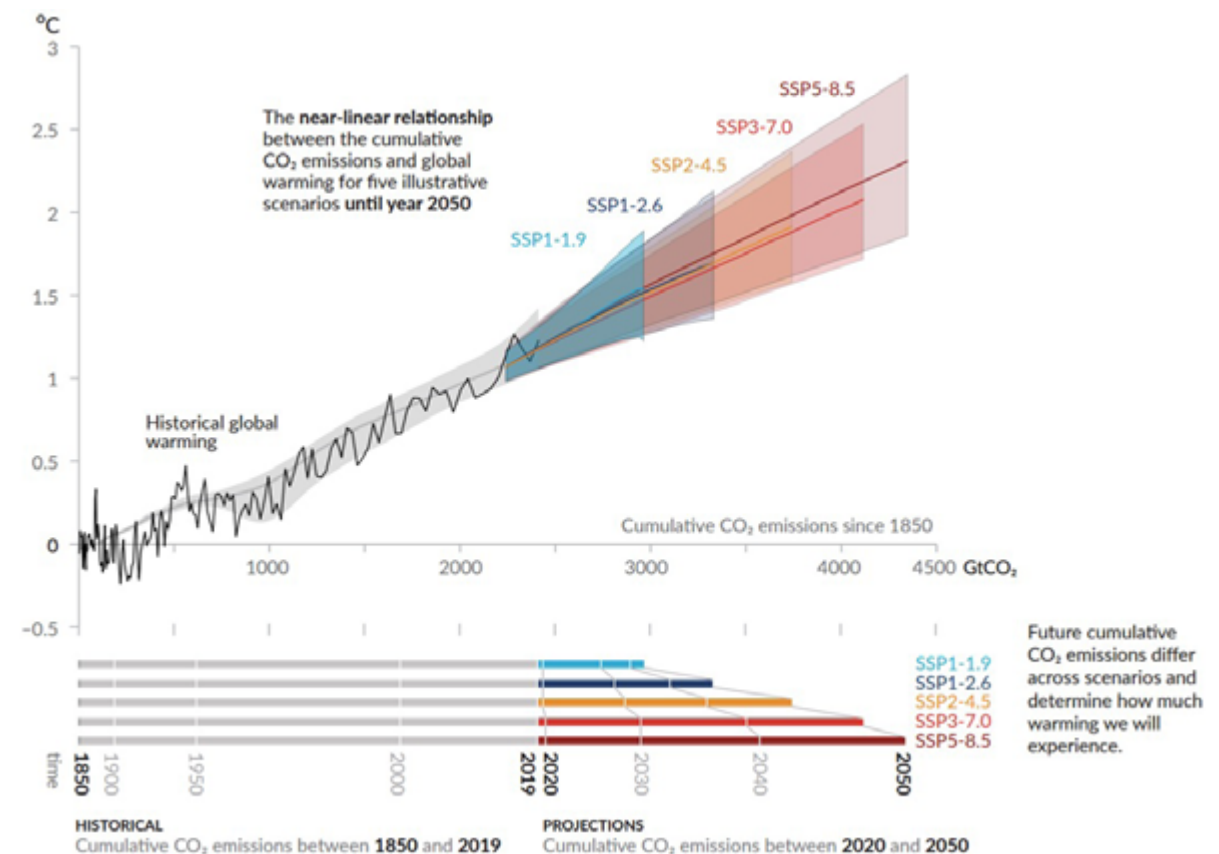 °C
3
2.5
2
1.5
1
0.5
0
−0.5
The near-linear relationship
between the cumulative
CO₂ emissions and global
warming for five illustrative
scenarios until year 2050
SSP5-8.5
SSP3-7.0
SSP2-4.5
SSP1-2.6
SSP1-1.9
Historical global
warming
Cumulative CO₂ emissions since 1850
1000 2000 3000 4000 4500 GtCO₂
SSP1-1.9
SSP1-2.6
SSP2-4.5
SSP3-7.0
SSP5-8.5
Future cumulative
CO₂ emissions differ
across scenarios and
determine how much
warming we will
experience.
time 1850 1900 1950 2000 2019 2020 2030 2040 2050
HISTORICAL
Cumulative CO₂ emissions between 1850 and 2019
PROJECTIONS
Cumulative CO₂ emissions between 2020 and 2050